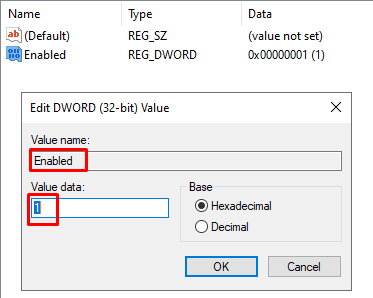 Name Type Data
ab (Default) REG_SZ (value not set)
Enabled REG_DWORD 0x00000001 (1)
Edit DWORD (32-bit) Value
Value name:
Enabled
Value data:
1
Base
Hexadecimal
Decimal
OK Cancel